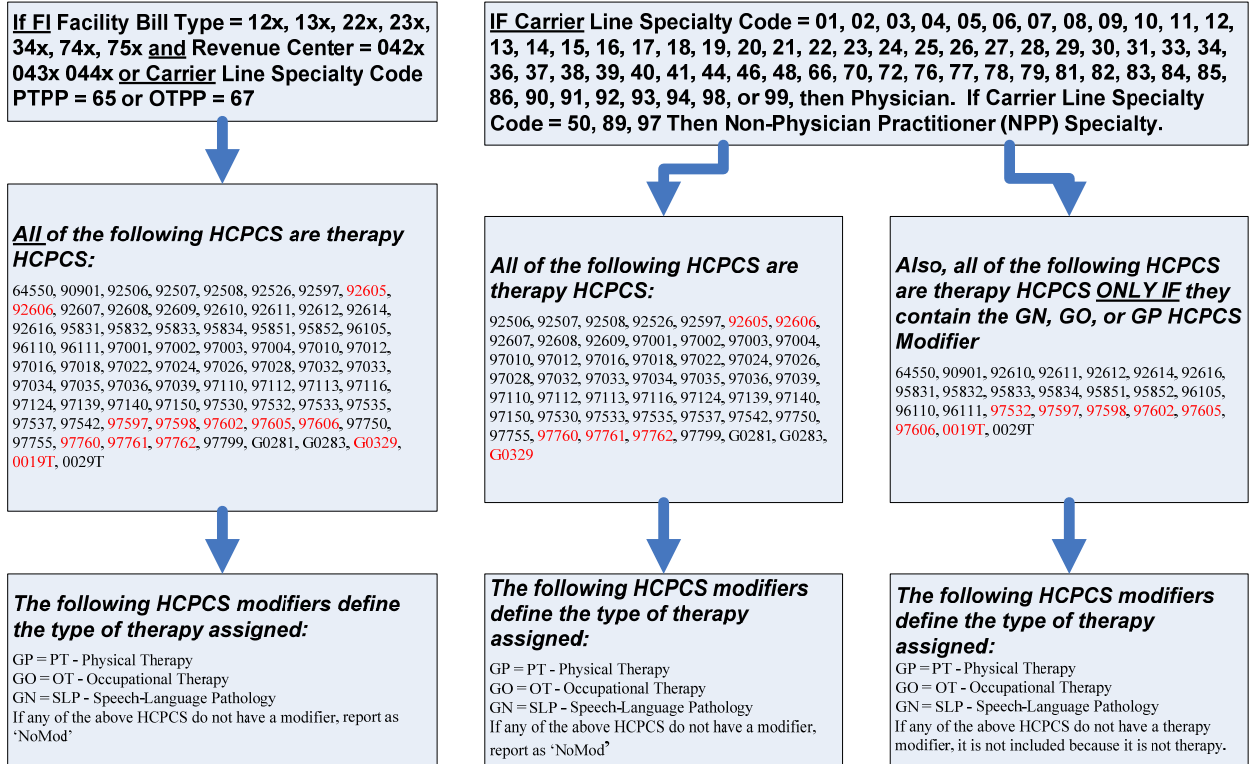 If FI Facility Bill Type = 12x, 13x, 22x, 23x,
34x, 74x, 75x and Revenue Center = 042x
043x 044x or Carrier Line Specialty Code
PTPP = 65 or OTPP = 67
IF Carrier Line Specialty Code = 01, 02, 03, 04, 05, 06, 07, 08, 09, 10, 11, 12,
13, 14, 15, 16, 17, 18, 19, 20, 21, 22, 23, 24, 25, 26, 27, 28, 29, 30, 31, 33, 34,
36, 37, 38, 39, 40, 41, 44, 46, 48, 66, 70, 72, 76, 77, 78, 79, 81, 82, 83, 84, 85,
86, 90, 91, 92, 93, 94, 98, or 99, then Physician. If Carrier Line Specialty
Code = 50, 89, 97 Then Non-Physician Practitioner (NPP) Specialty.
All of the following HCPCS are therapy
HCPCS:
64550, 90901, 92506, 92507, 92508, 92526, 92597, 92605,
92606, 92607, 92608, 92609, 92610, 92611, 92612, 92614,
92616, 95831, 95832, 95833, 95834, 95851, 95852, 96105,
96110, 96111, 97001, 97002, 97003, 97004, 97010, 97012,
97016, 97018, 97022, 97024, 97026, 97028, 97032, 97033,
97034, 97035, 97036, 97039, 97110, 97112, 97113, 97116,
97124, 97139, 97140, 97150, 97530, 97532, 97533, 97535,
97537, 97542, 97597, 97598, 97602, 97605, 97606, 97750,
97755, 97760, 97761, 97762, 97799, G0281, G0283, G0329,
0019T, 0029T
All of the following HCPCS are
therapy HCPCS:
92506, 92507, 92508, 92526, 92597, 92605, 92606,
92607, 92608, 92609, 97001, 97002, 97003, 97004,
97010, 97012, 97016, 97018, 97022, 97024, 97026,
97028, 97032, 97033, 97034, 97035, 97036, 97039,
97110, 97112, 97113, 97116, 97124, 97139, 97140,
97150, 97530, 97533, 97535, 97537, 97542, 97750,
97755, 97760, 97761, 97762, 97799, G0281, G0283,
G0329
Also, all of the following HCPCS
are therapy HCPCS ONLY IF they
contain the GN, GO, or GP HCPCS
Modifier
64550, 90901, 92610, 92611, 92612, 92614, 92616,
95831, 95832, 95833, 95834, 95851, 95852, 96105,
96110, 96111, 97532, 97597, 97598, 97602, 97605,
97606, 0019T, 0029T
The following HCPCS modifiers define
the type of therapy assigned:
GP = PT - Physical Therapy
GO = OT - Occupational Therapy
GN = SLP - Speech-Language Pathology
If any of the above HCPCS do not have a modifier, report as
‘NoMod’
The following HCPCS modifiers
define the type of therapy
assigned:
GP = PT - Physical Therapy
GO = OT - Occupational Therapy
GN = SLP - Speech-Language Pathology
If any of the above HCPCS do not have a modifier,
report as ‘NoMod’
The following HCPCS modifiers
define the type of therapy
assigned:
GP = PT - Physical Therapy
GO = OT - Occupational Therapy
GN = SLP - Speech-Language Pathology
If any of the above HCPCS do not have a therapy
modifier, it is not included because it is not therapy.